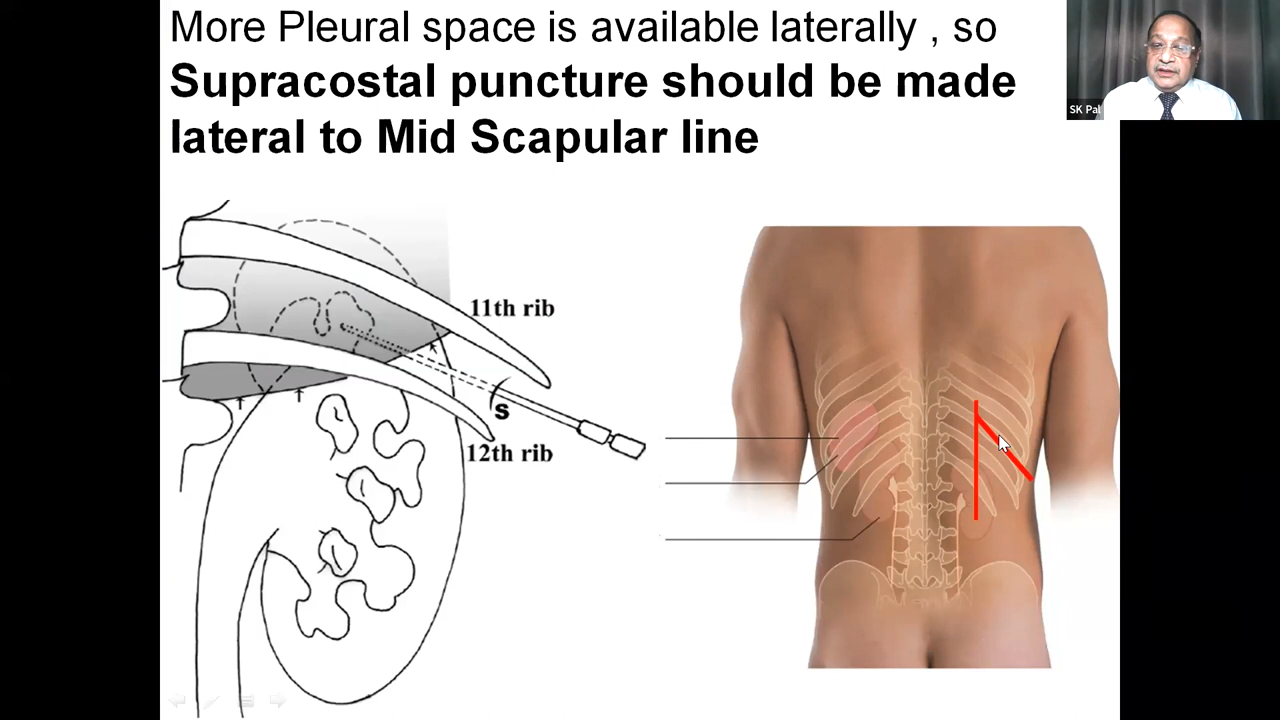 More Pleural space is available laterally , so
Supracostal puncture should be made
lateral to Mid Scapular line
SK Pal
11th rib
S
12th rib